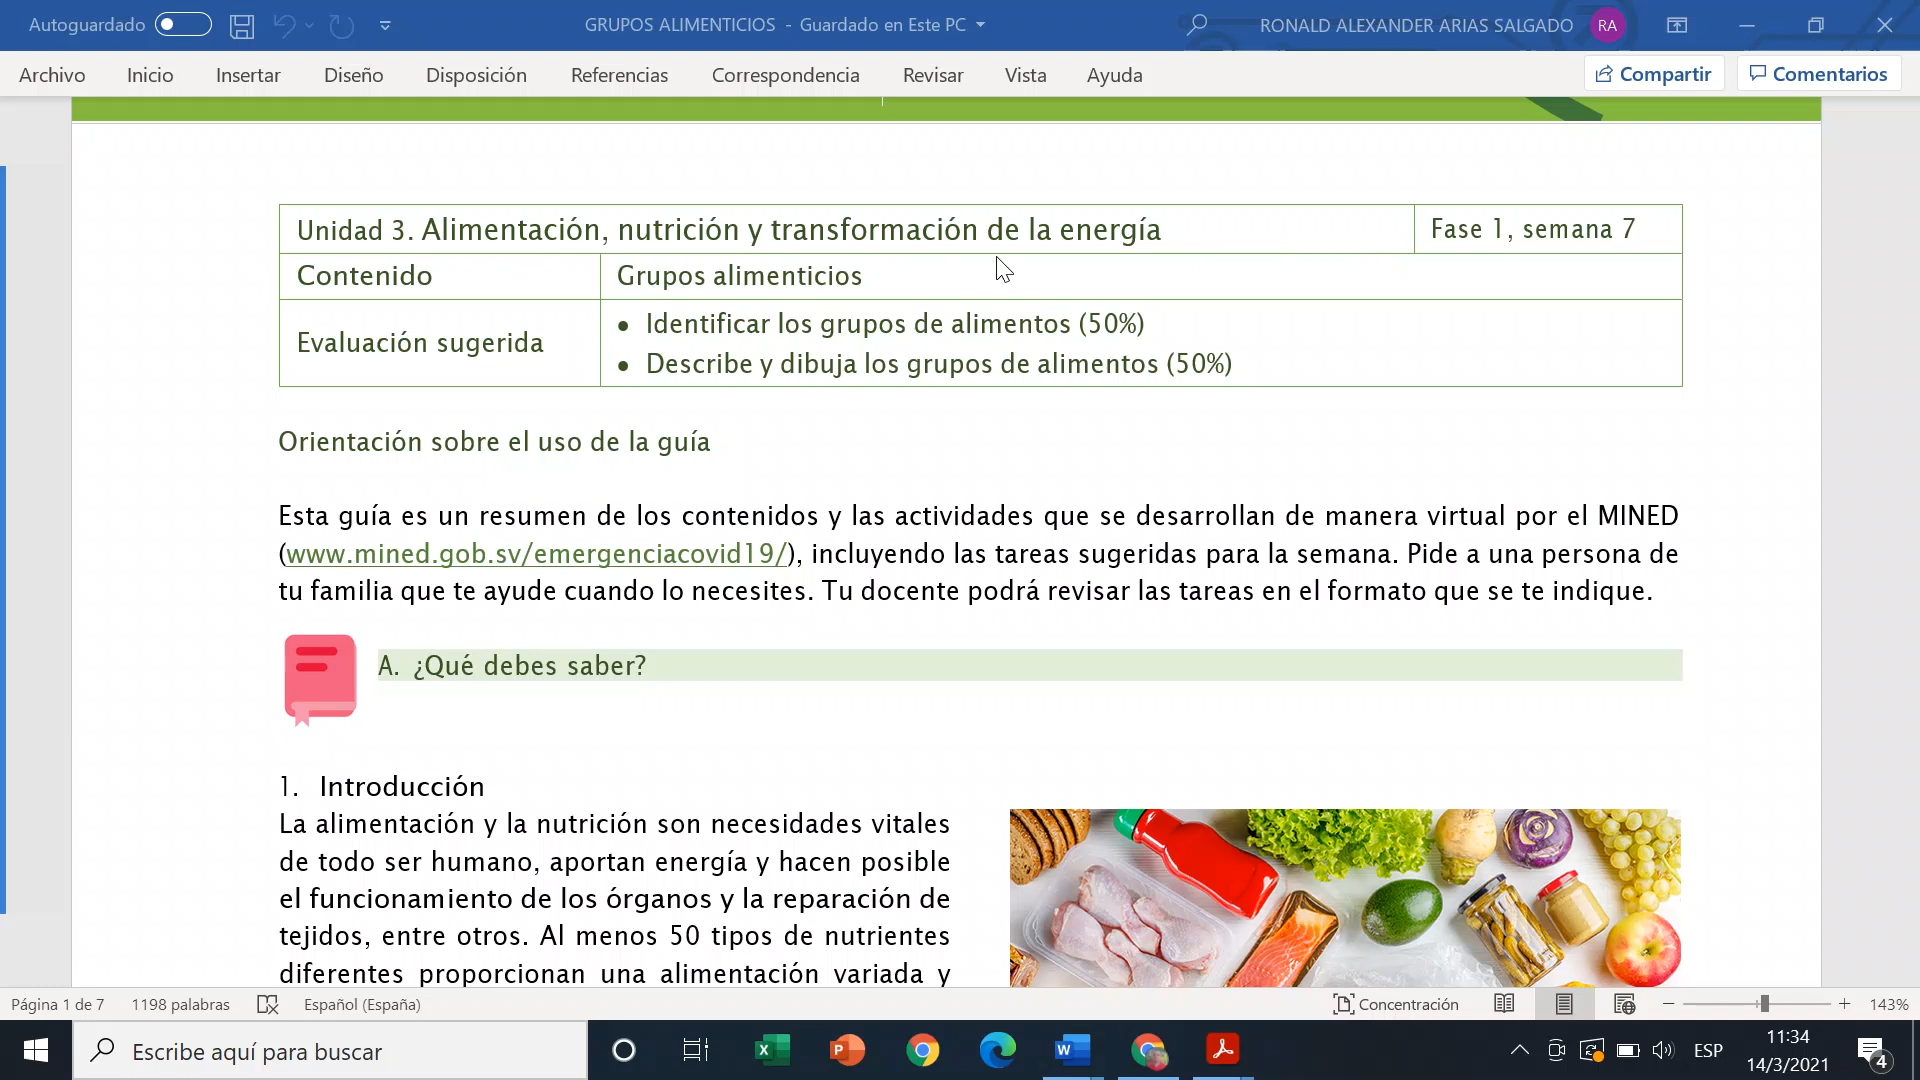 Autoguardado
GRUPOS ALIMENTICIOS - Guardado en Este PC
RONALD ALEXANDER ARIAS SALGADO RA
Archivo Inicio Insertar Diseño Disposición Referencias Correspondencia Revisar Vista Ayuda Compartir Comentarios
Unidad 3. Alimentación, nutrición y transformación de la energía Fase 1, semana 7
Contenido Grupos alimenticios
Evaluación sugerida
• Identificar los grupos de alimentos (50%)
• Describe y dibuja los grupos de alimentos (50%)
Orientación sobre el uso de la guía
Esta guía es un resumen de los contenidos y las actividades que se desarrollan de manera virtual por el MINED
(www.mined.gob.sv/emergenciacovid19/), incluyendo las tareas sugeridas para la semana. Pide a una persona de
tu familia que te ayude cuando lo necesites. Tu docente podrá revisar las tareas en el formato que se te indique.
A. ¿Qué debes saber?
1. Introducción
La alimentación y la nutrición son necesidades vitales
de todo ser humano, aportan energía y hacen posible
el funcionamiento de los órganos y la reparación de
tejidos, entre otros. Al menos 50 tipos de nutrientes
diferentes proporcionan una alimentación variada y
Página 1 de 7 1198 palabras Español (España) Concentración 143%
Escribe aquí para buscar
ESP
11:34
14/3/2021
4